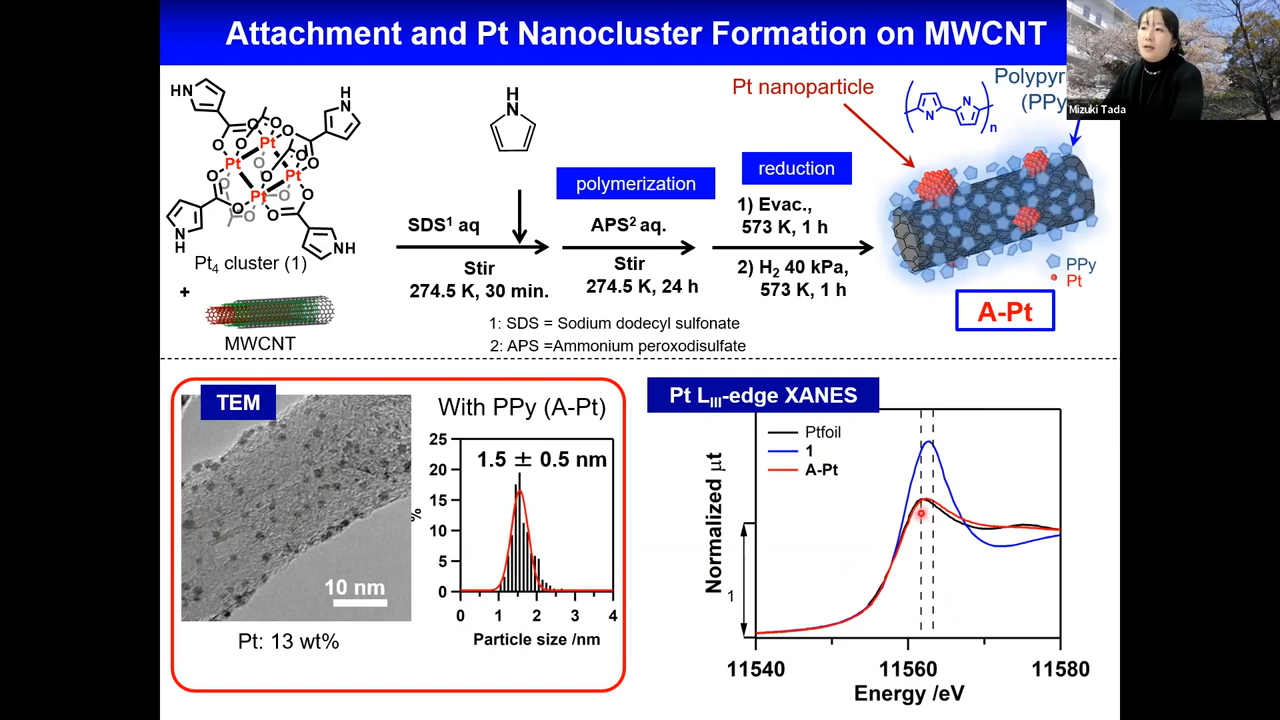 Attachment and Pt Nanocluster Formation on MWCNT
Mizuki Tada
HN
O
O
Pt
Pt
Pt
Pt
NH
N
H
Pt4 cluster (1)
+
MWCNT
H
N
SDS1 aq
Stir
274.5 K, 30 min.
polymerization
APS2 aq.
Stir
274.5 K, 24 h
reduction
1) Evac.,
573 K, 1 h
2) H2 40 kPa,
573 K, 1 h
1: SDS = Sodium dodecyl sulfonate
2: APS =Ammonium peroxodisulfate
Pt nanoparticle
Polypyr
(PPy
N
N
n
PPy
Pt
A-Pt
TEM
10 nm
Pt: 13 wt%
With PPy (A-Pt)
1.5 ± 0.5 nm
25
20
15
10
5
0
%
0 1 2 3 4
Particle size /nm
Pt LIII-edge XANES
Ptfoil
1
A-Pt
Normalized μt
1
11540 11560 11580
Energy /eV